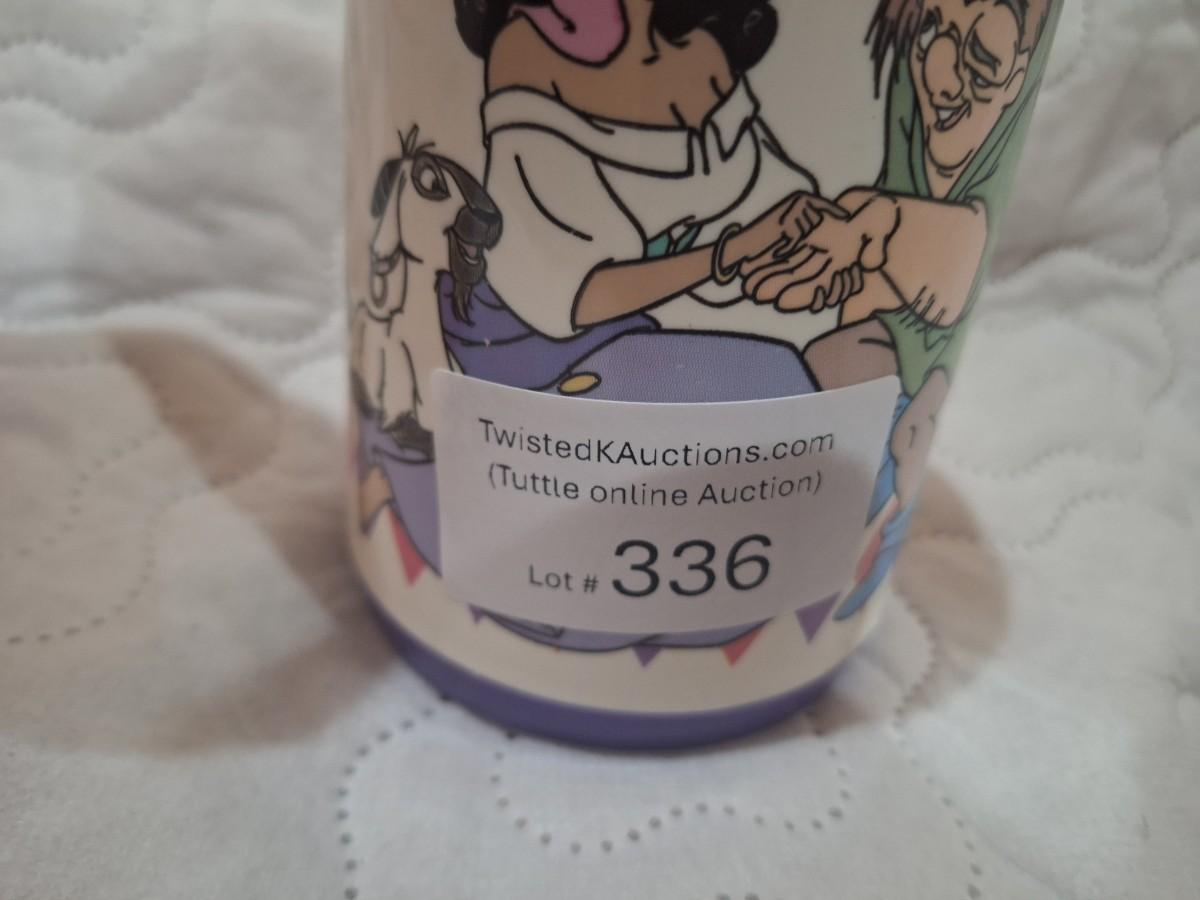 TwistedKAuctions.com
(Tuttle online Auction)
Lot # 336